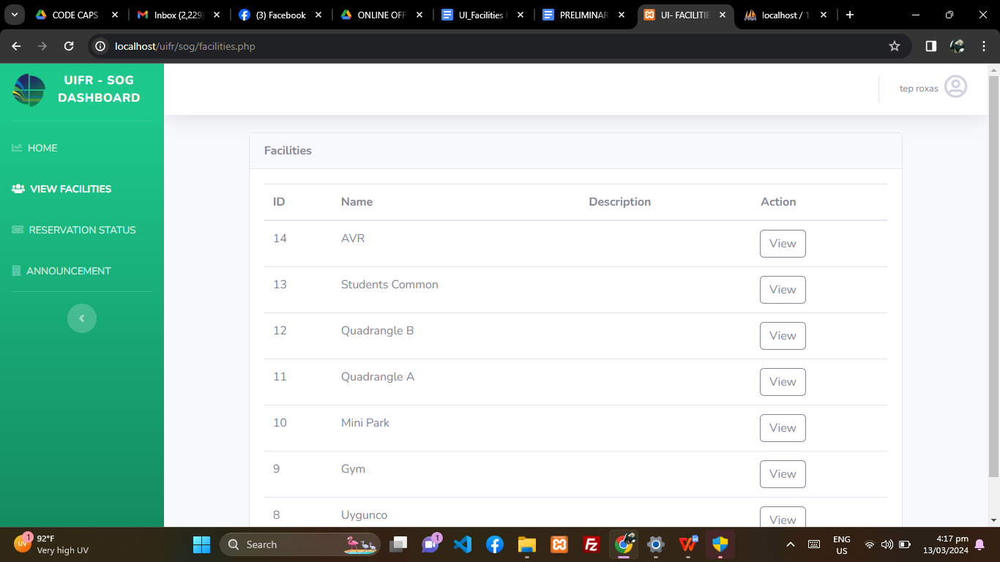 CODE CAPS
Inbox (2,229)
(3) Facebook
ONLINE OFF
UI_Facilities
PRELIMINAR
UI- FACILITIE
localhost /
localhost/uifr/sog/facilities.php
UIFR - SOG
DASHBOARD
tep roxas
HOME
VIEW FACILITIES
RESERVATION STATUS
ANNOUNCEMENT
Facilities
ID Name Description Action
14 AVR View
13 Students Common View
12 Quadrangle B View
11 Quadrangle A View
10 Mini Park View
9 Gym View
8 Uygunco View
UV 1
92°F
Very high UV
Search
1
ENG
US
4:17 pm
13/03/2024